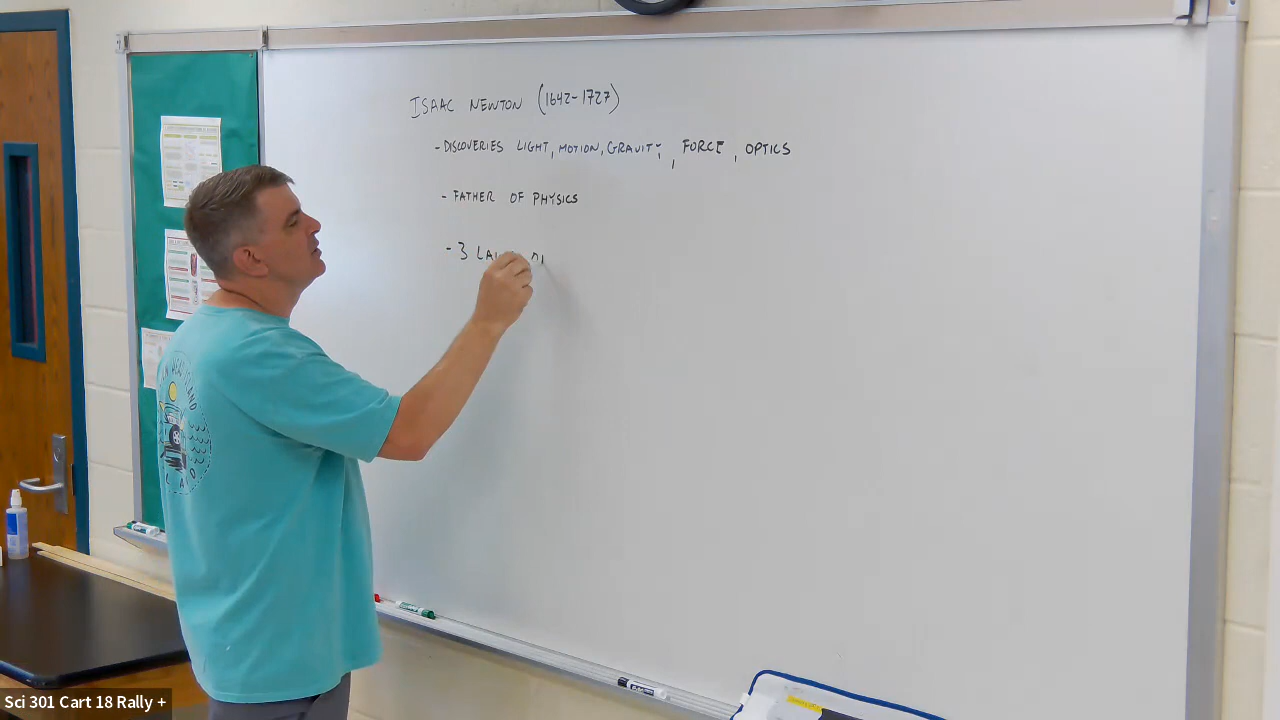 ISAAC NEWTON (1642-1727)
-DISCOVERIES LIGHT, MOTION, GRAVITY, , FORCE , OPTICS
- FATHER OF PHYSICS
- 3
Sci 301 Cart 18 Rally +